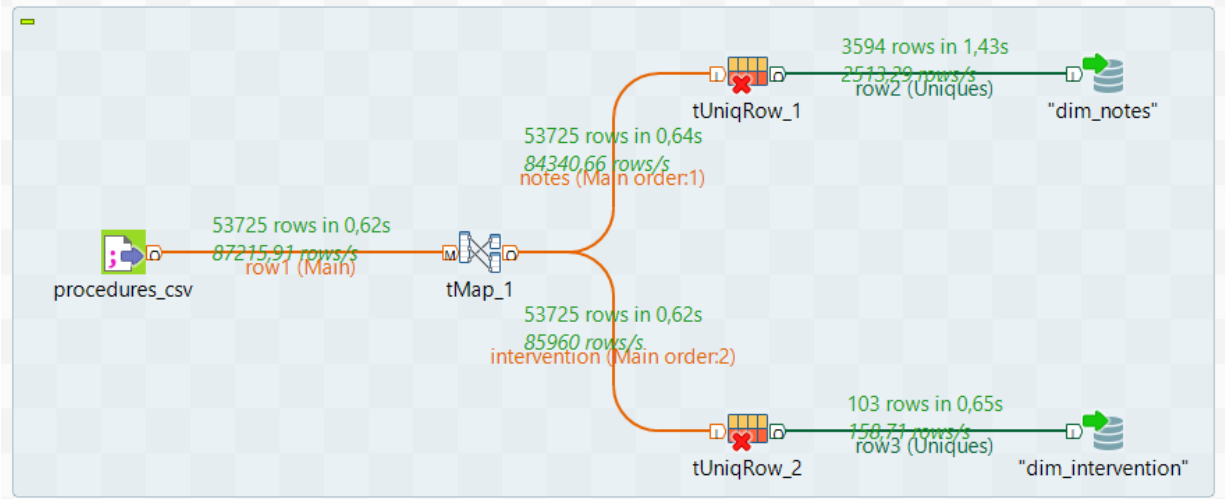 3594 rows in 1,43s
2513,29 rows/s
row2 (Uniques)
tUniqRow_1
"dim_notes"
53725 rows in 0,64s
84340,66 rows/s
notes (Main order:1)
53725 rows in 0,62s
87215,91 rows/s
row1 (Main)
procedures_csv
tMap_1
53725 rows in 0,62s
85960 rows/s
intervention (Main order:2)
103 rows in 0,65s
158,71 rows/s
row3 (Uniques)
tUniqRow_2
"dim_intervention"